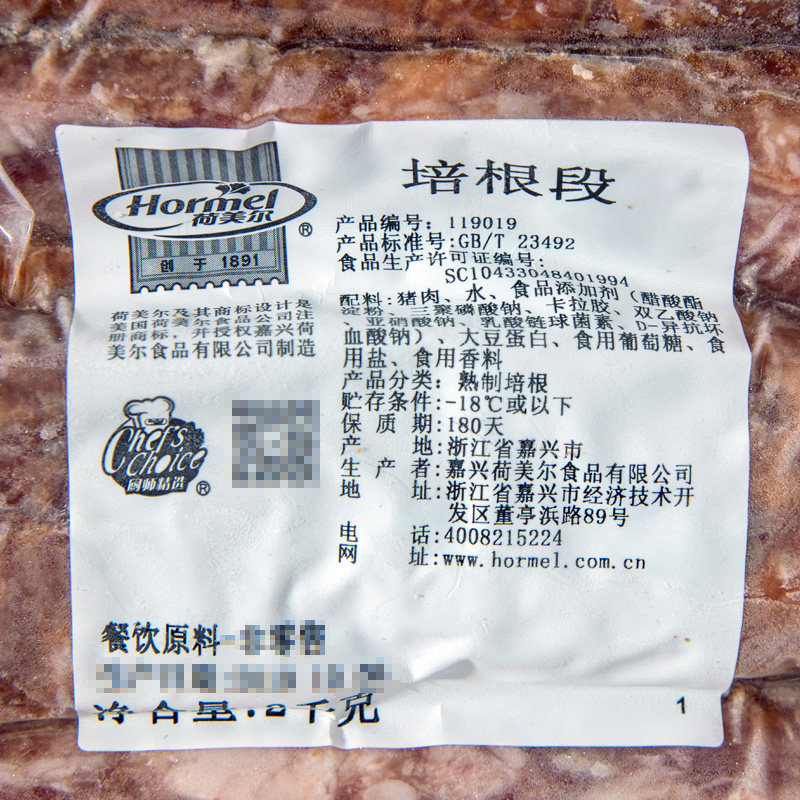 Hormel
荷美尔
®
创 于 1891
荷美尔及其商标设计是
美国荷美尔食品公司注
册商标，并授权嘉兴荷
美尔食品有限公司制造
Chef's
Choice
厨师精选®
培根段
产品编号：119019
产品标准号:GB/T 23492
食品生产许可证编号:
SC10433048401994
配料:猪肉、水、食品添加剂（醋酸酯
淀粉、三聚磷酸钠、卡拉胶、双乙酸钠
、亚硝酸钠、乳酸链球菌素、D-异抗坏
血酸钠）、大豆蛋白、食用葡萄糖、食
用盐、食用香料
产品分类：熟制培根
贮存条件:-18℃或以下
保 质 期:180天
产 地:浙江省嘉兴市
生 产 者:嘉兴荷美尔食品有限公司
地 址:浙江省嘉兴市经济技术开
发区董亭浜路89号
电 话:4008215224
网 址:www.hormel.com.cn
餐饮原料-非零售
净含量:2千克
1